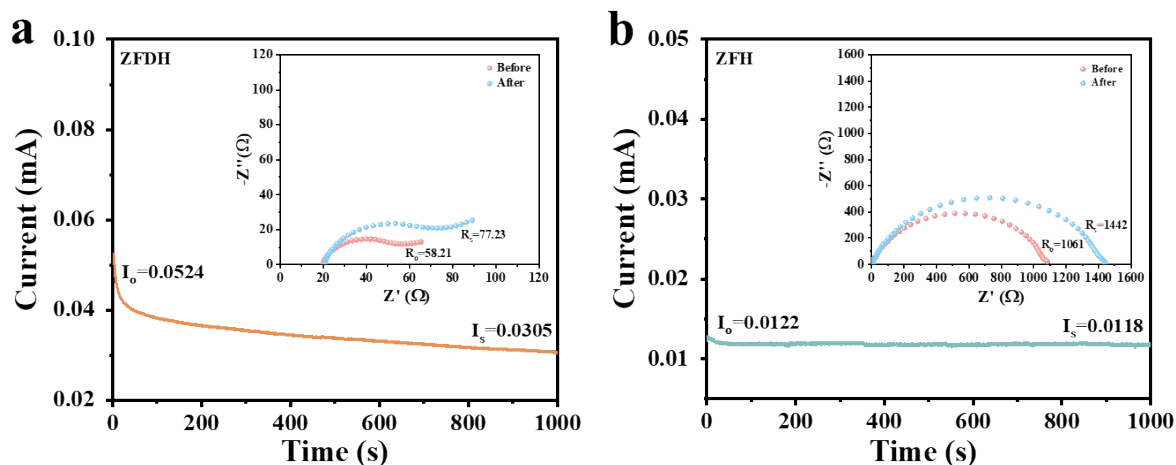 a
ZFDH
Current (mA)
0.10
0.08
0.06
0.04
0.02
0
200
400
600
800
1000
Time (s)
Iₒ=0.0524
Iₛ=0.0305
Before
After
-Z''(Ω)
120
100
80
60
40
20
0
0
20
40
60
80
100
120
Z' (Ω)
R₀=58.21
Rₛ=77.23
b
ZFH
Current (mA)
0.05
0.04
0.03
0.02
0.01
0
200
400
600
800
1000
Time (s)
Iₒ=0.0122
Iₛ=0.0118
Before
After
-Z''(Ω)
1600
1400
1200
1000
800
600
400
200
0
0
200
400
600
800
1000
1200
1400
1600
Z' (Ω)
R₀=1061
Rₛ=1442